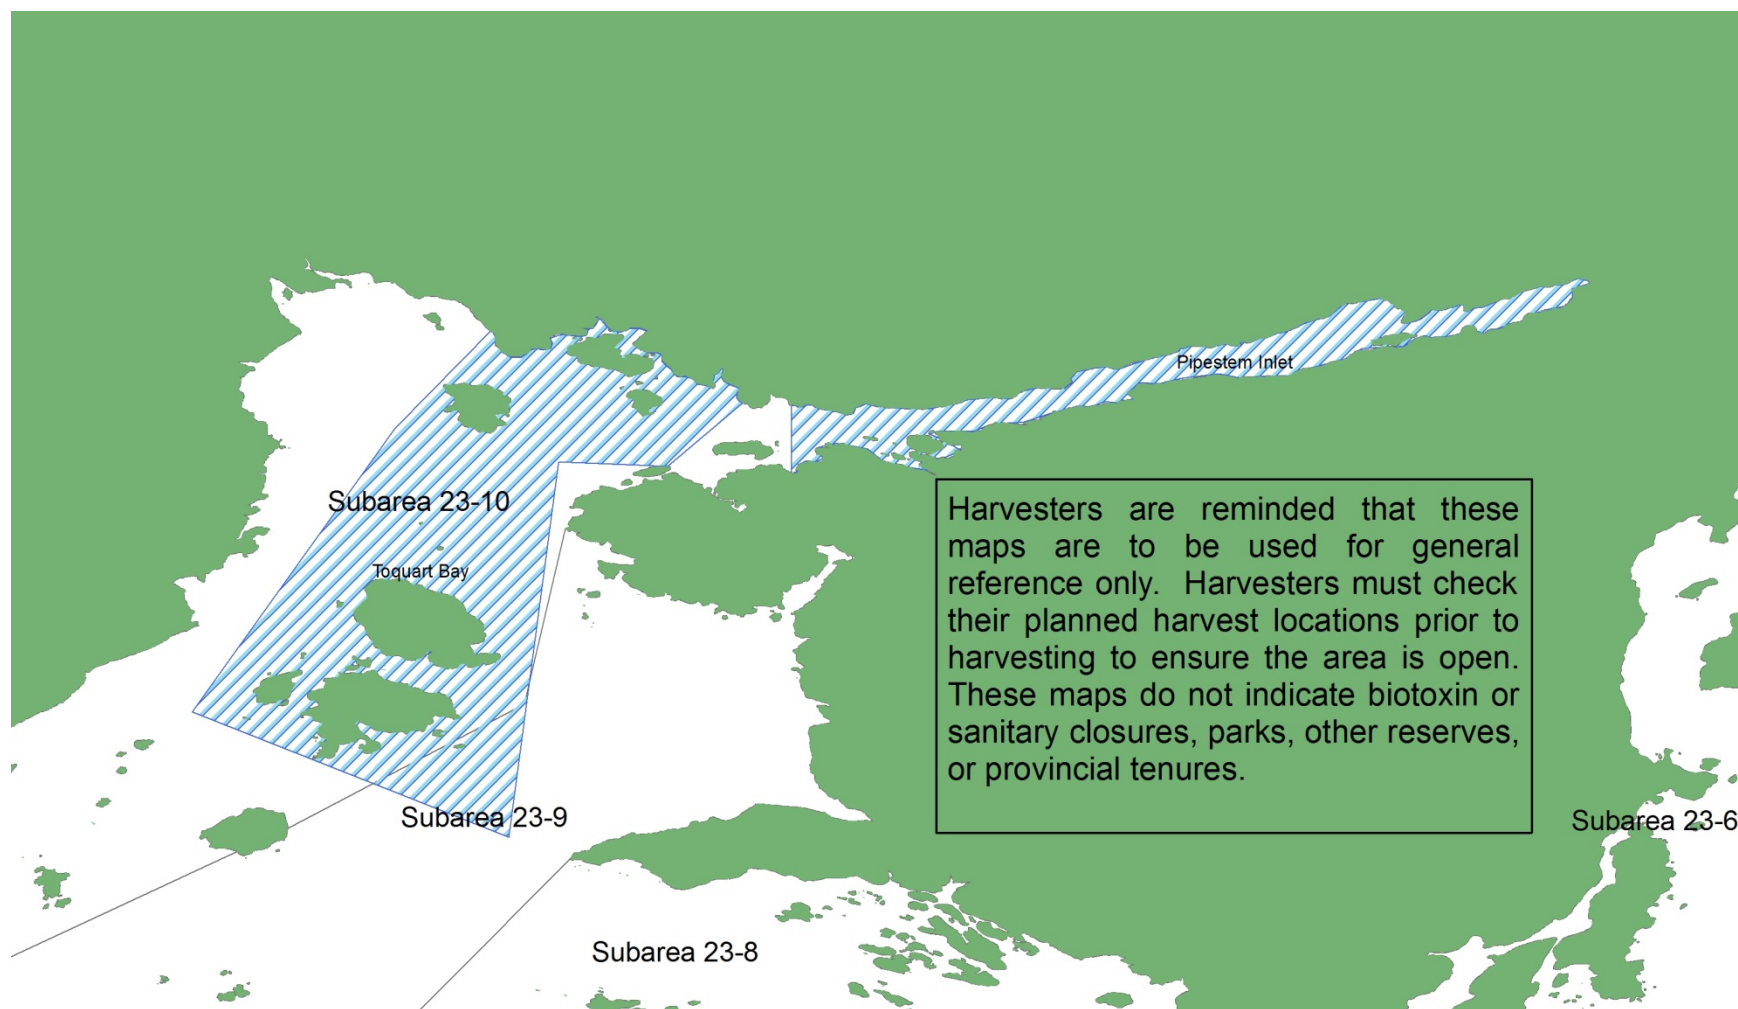 Pipestem Inlet
Subarea 23-10
Toquart Bay
Harvesters are reminded that these
maps are to be used for general
reference only. Harvesters must check
their planned harvest locations prior to
harvesting to ensure the area is open.
These maps do not indicate biotoxin or
sanitary closures, parks, other reserves,
or provincial tenures.
Subarea 23-9
Subarea 23-6
Subarea 23-8